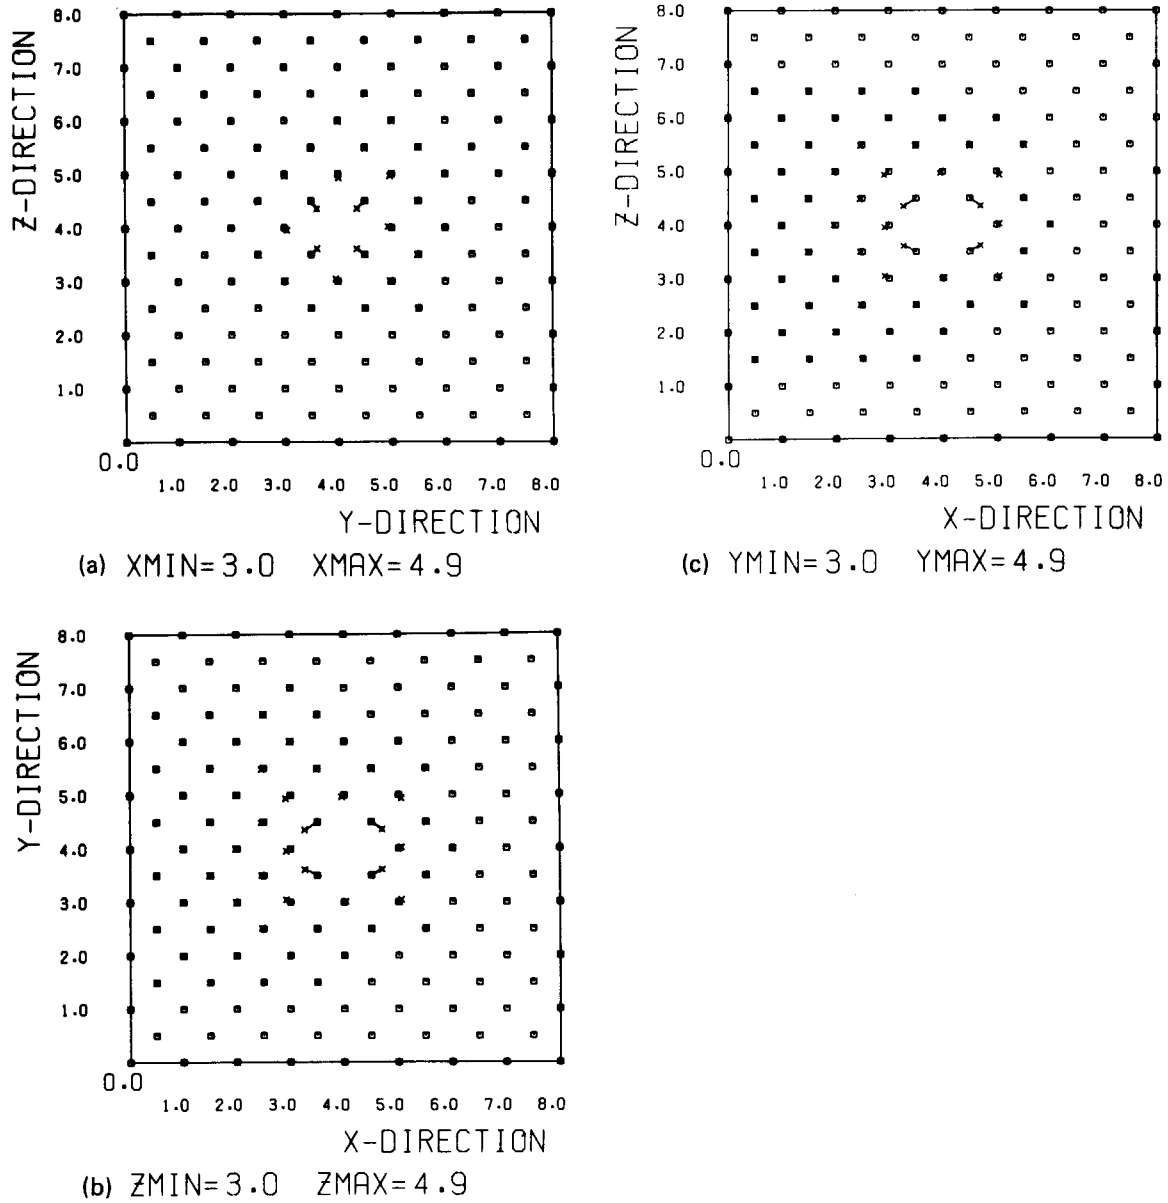 8.0
7.0
6.0
5.0
4.0
3.0
2.0
1.0
0.0
Z-DIRECTION
1.0 2.0 3.0 4.0 5.0 6.0 7.0 8.0
Y-DIRECTION
(a) XMIN=3.0 XMAX=4.9
8.0
7.0
6.0
5.0
4.0
3.0
2.0
1.0
0.0
Y-DIRECTION
1.0 2.0 3.0 4.0 5.0 6.0 7.0 8.0
X-DIRECTION
(b) ZMIN=3.0 ZMAX=4.9
8.0
7.0
6.0
5.0
4.0
3.0
2.0
1.0
0.0
Z-DIRECTION
1.0 2.0 3.0 4.0 5.0 6.0 7.0 8.0
X-DIRECTION
(c) YMIN=3.0 YMAX=4.9